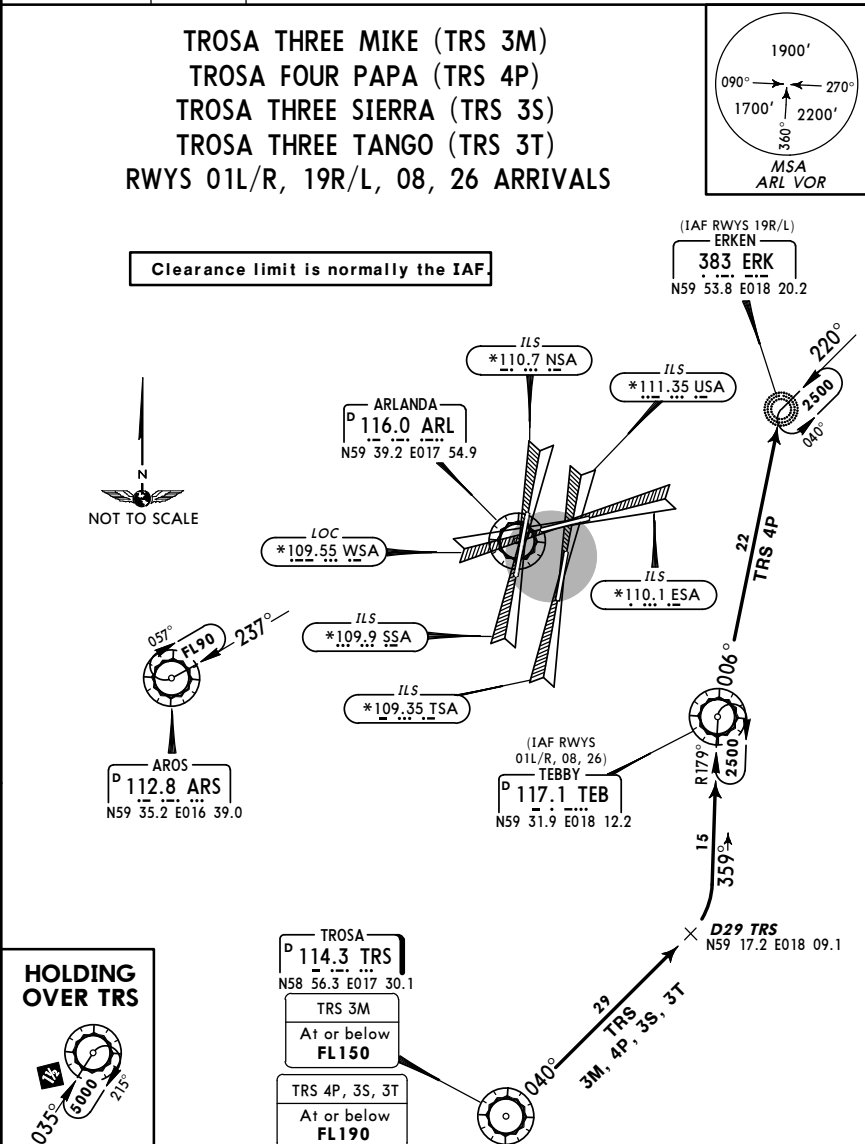 TROSA THREE MIKE (TRS 3M)
TROSA FOUR PAPA (TRS 4P)
TROSA THREE SIERRA (TRS 3S)
TROSA THREE TANGO (TRS 3T)
RWYS 01L/R, 19R/L, 08, 26 ARRIVALS
1900'
090°
270°
1700'
2200'
360°
MSA
ARL VOR
Clearance limit is normally the IAF.
(IAF RWYS 19R/L)
ERKEN
383 ERK
N59 53.8 E018 20.2
220°
2500
040°
ILS
*110.7 NSA
ILS
*111.35 USA
ARLANDA
D 116.0 ARL
N59 39.2 E017 54.9
N
NOT TO SCALE
LOC
*109.55 WSA
ILS
*110.1 ESA
22
TRS 4P
ILS
*109.9 SSA
057°
FL90
237°
ILS
*109.35 TSA
006°
AROS
D 112.8 ARS
N59 35.2 E016 39.0
(IAF RWYS
01L/R, 08, 26)
TEBBY
D 117.1 TEB
N59 31.9 E018 12.2
R179°
2500
15
359°
D29 TRS
N59 17.2 E018 09.1
TROSA
D 114.3 TRS
N58 56.3 E017 30.1
TRS 3M
At or below
FL150
TRS 4P, 3S, 3T
At or below
FL190
29
TRS
3M, 4P, 3S, 3T
040°
HOLDING
OVER TRS
1½
5000
215°
035°